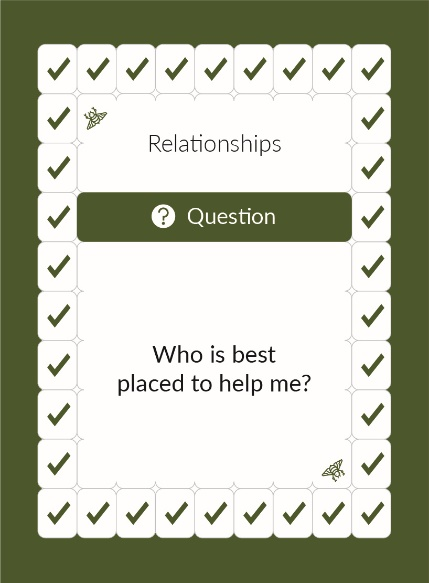 Relationships
? Question
Who is best
placed to help me?